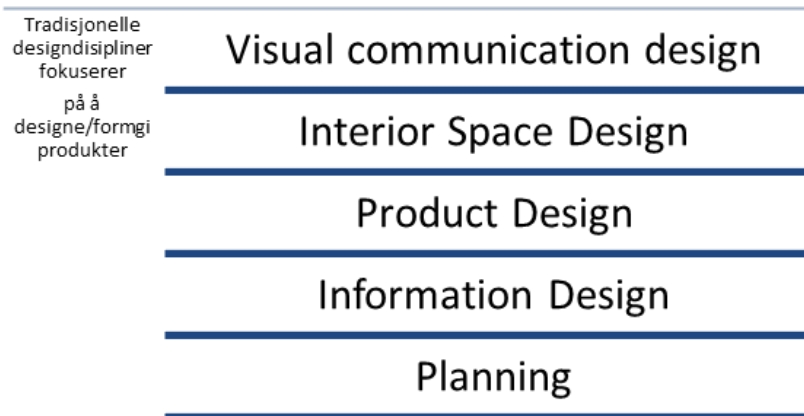 Tradisjonelle
designdisipliner
fokuserer
på å
designe/formgi
produkter
Visual communication design
Interior Space Design
Product Design
Information Design
Planning